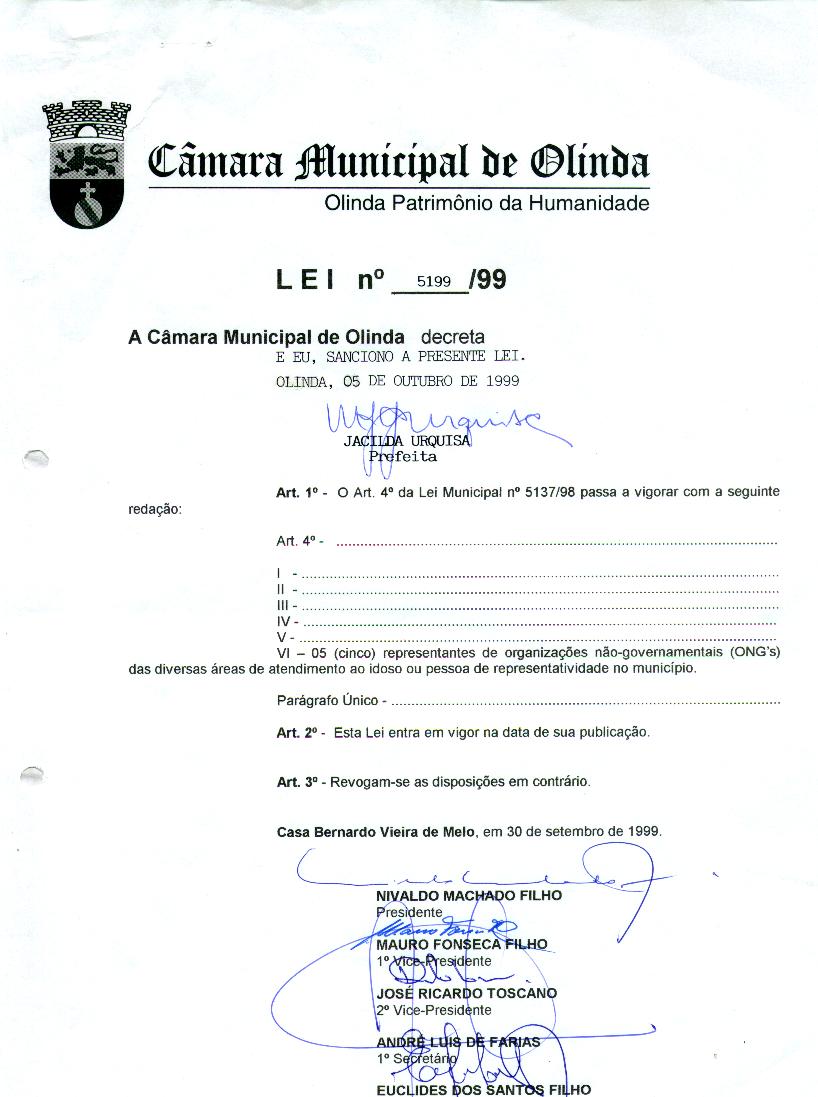 Câmara Municipal de Olinda
Olinda Patrimônio da Humanidade
LEI nº 5199 /99
A Câmara Municipal de Olinda decreta
E EU, SANCIONO A PRESENTE LEI.
OLINDA, 05 DE OUTUBRO DE 1999
JACILDA URQUISA
Prefeita
Art. 1º - O Art. 4º da Lei Municipal nº 5137/98 passa a vigorar com a seguinte
redação:
Art. 4º - ................................................................
I - ................................................................
II - ................................................................
III - ................................................................
IV - ................................................................
V - ................................................................
VI – 05 (cinco) representantes de organizações não-governamentais (ONG's)
das diversas áreas de atendimento ao idoso ou pessoa de representatividade no município.
Parágrafo Único - ................................................................
Art. 2º - Esta Lei entra em vigor na data de sua publicação.
Art. 3º - Revogam-se as disposições em contrário.
Casa Bernardo Vieira de Melo, em 30 de setembro de 1999.
NIVALDO MACHADO FILHO
Presidente
MAURO FONSECA FILHO
1º Vice-Presidente
JOSÉ RICARDO TOSCANO
2º Vice-Presidente
ANDRÉ LUIS DE FARIAS
1º Secretário
EUCLIDES DOS SANTOS FILHO